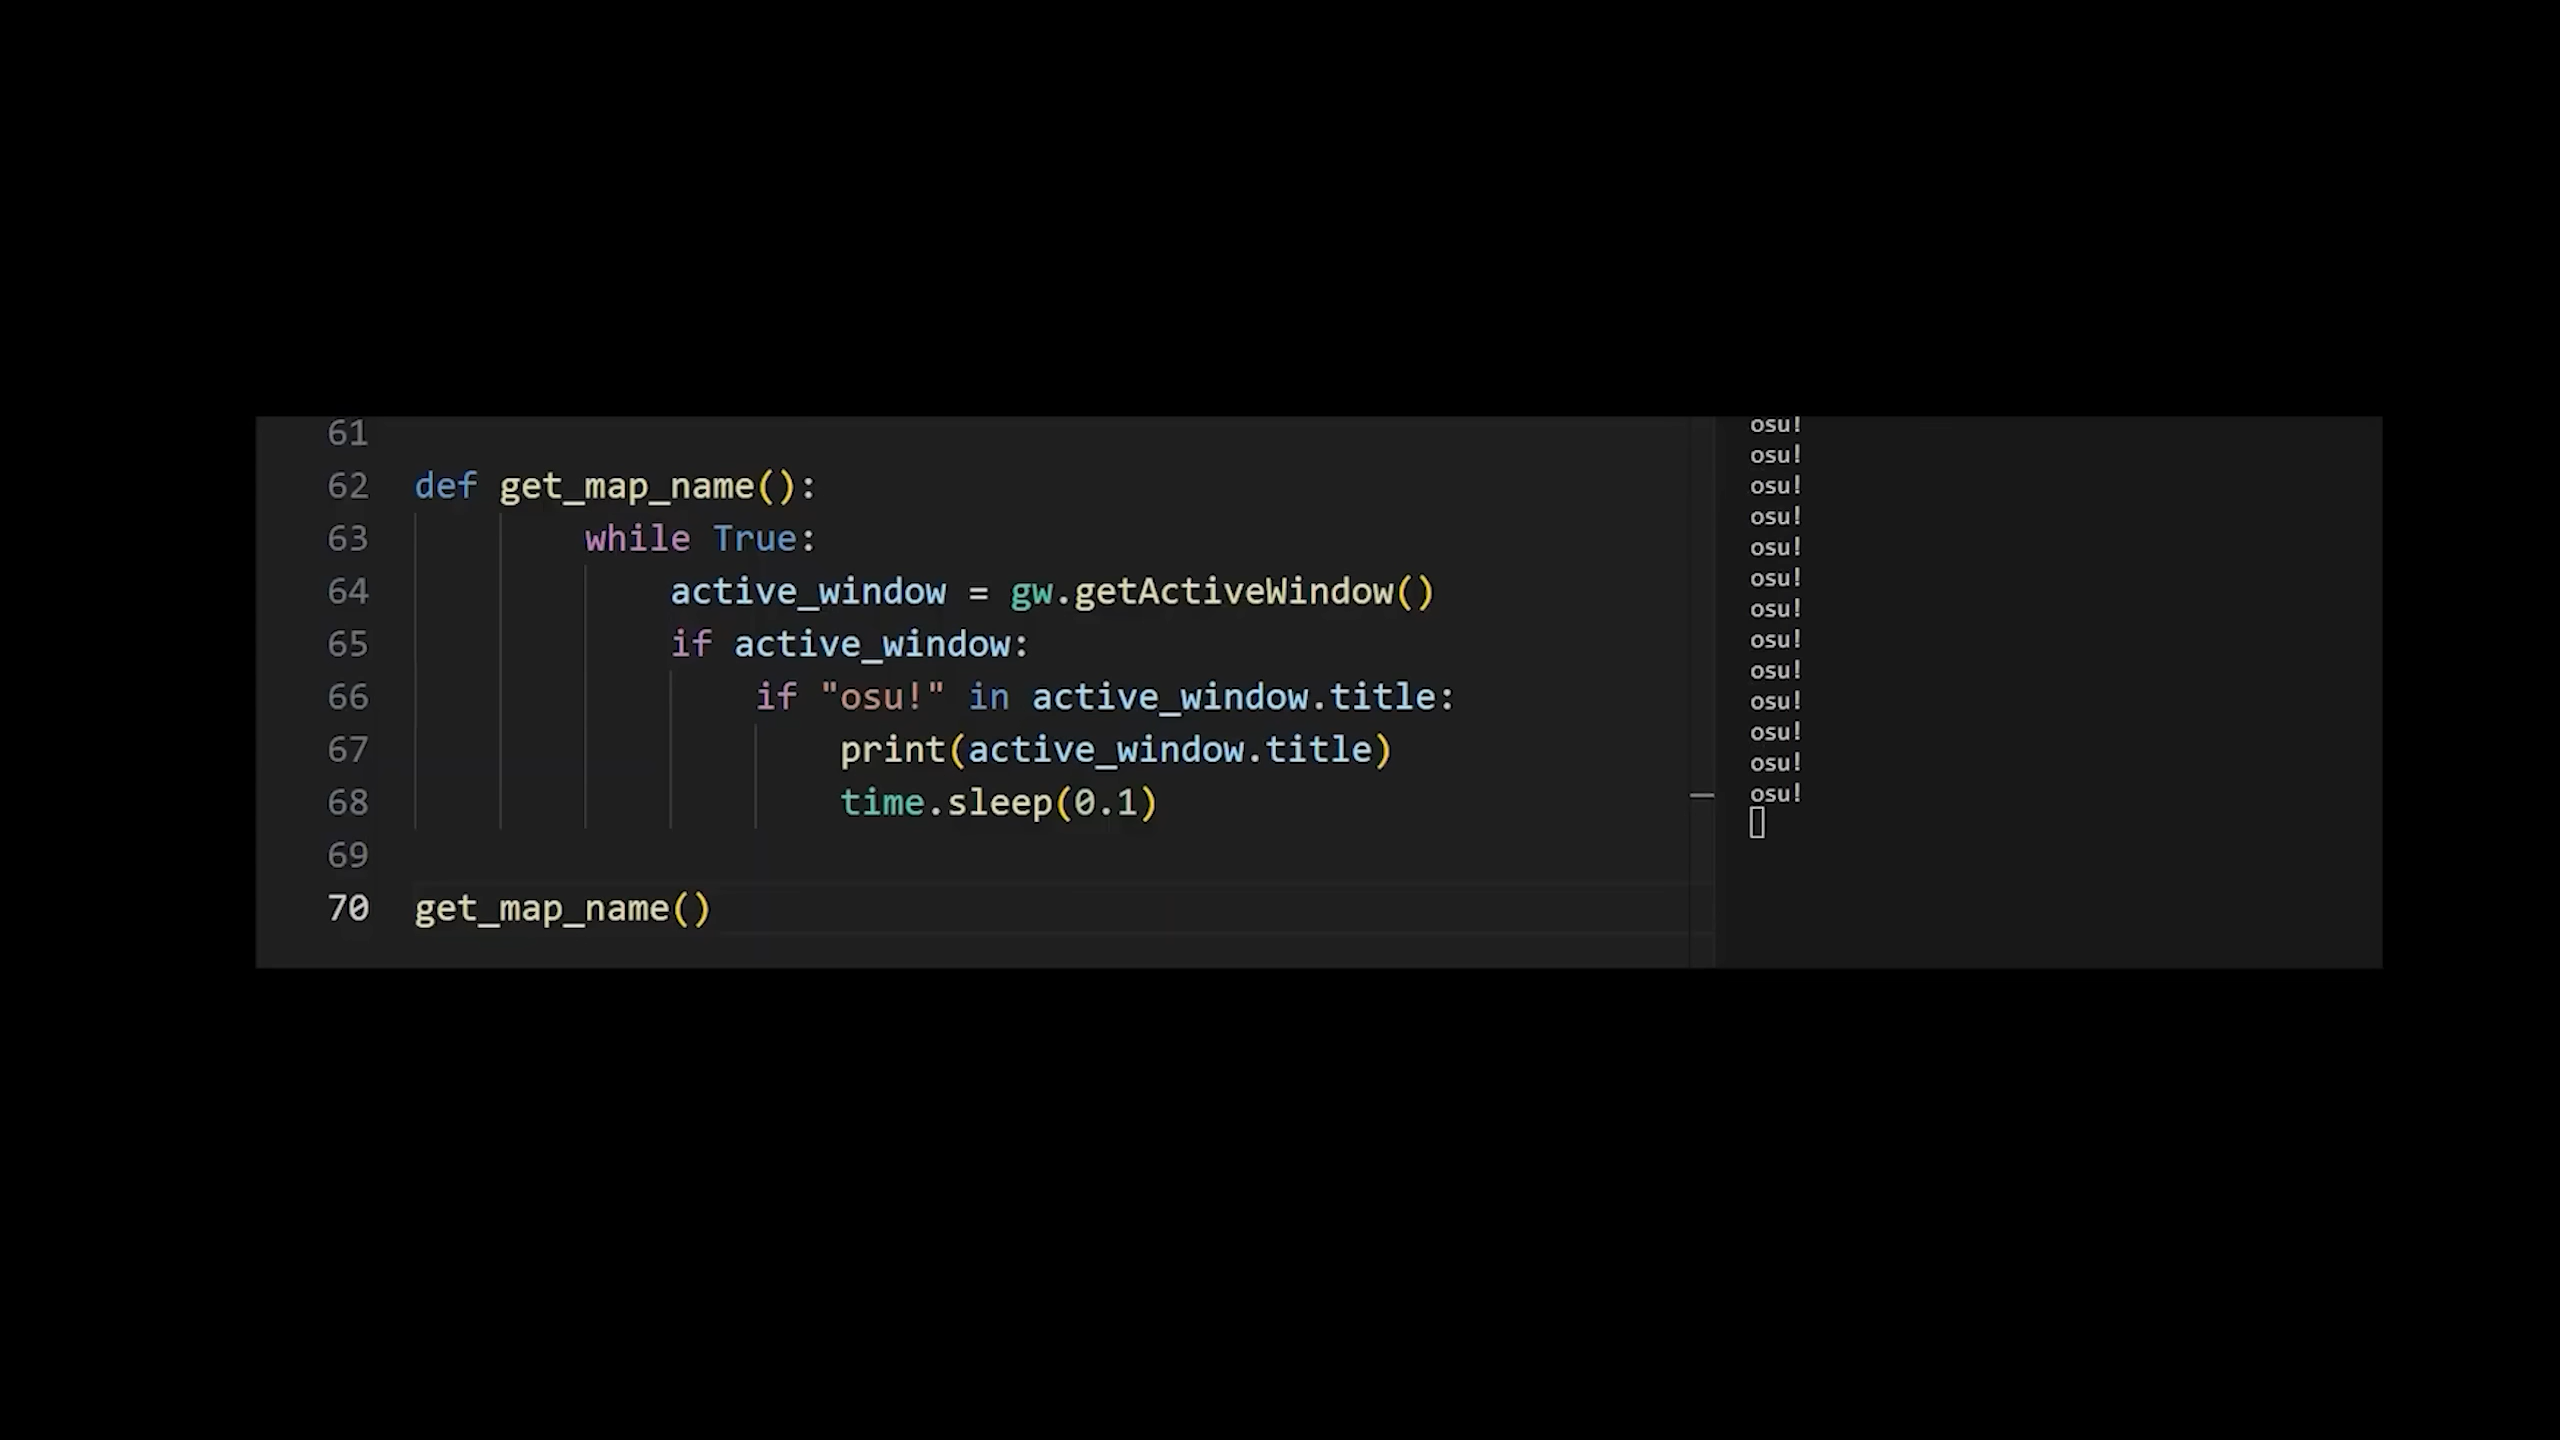 61
62 def get_map_name():
63 while True:
64 active_window = gw.getActiveWindow()
65 if active_window:
66 if "osu!" in active_window.title:
67 print(active_window.title)
68 time.sleep(0.1)
69
70 get_map_name()
osu!
osu!
osu!
osu!
osu!
osu!
osu!
osu!
osu!
osu!
osu!
osu!
osu!